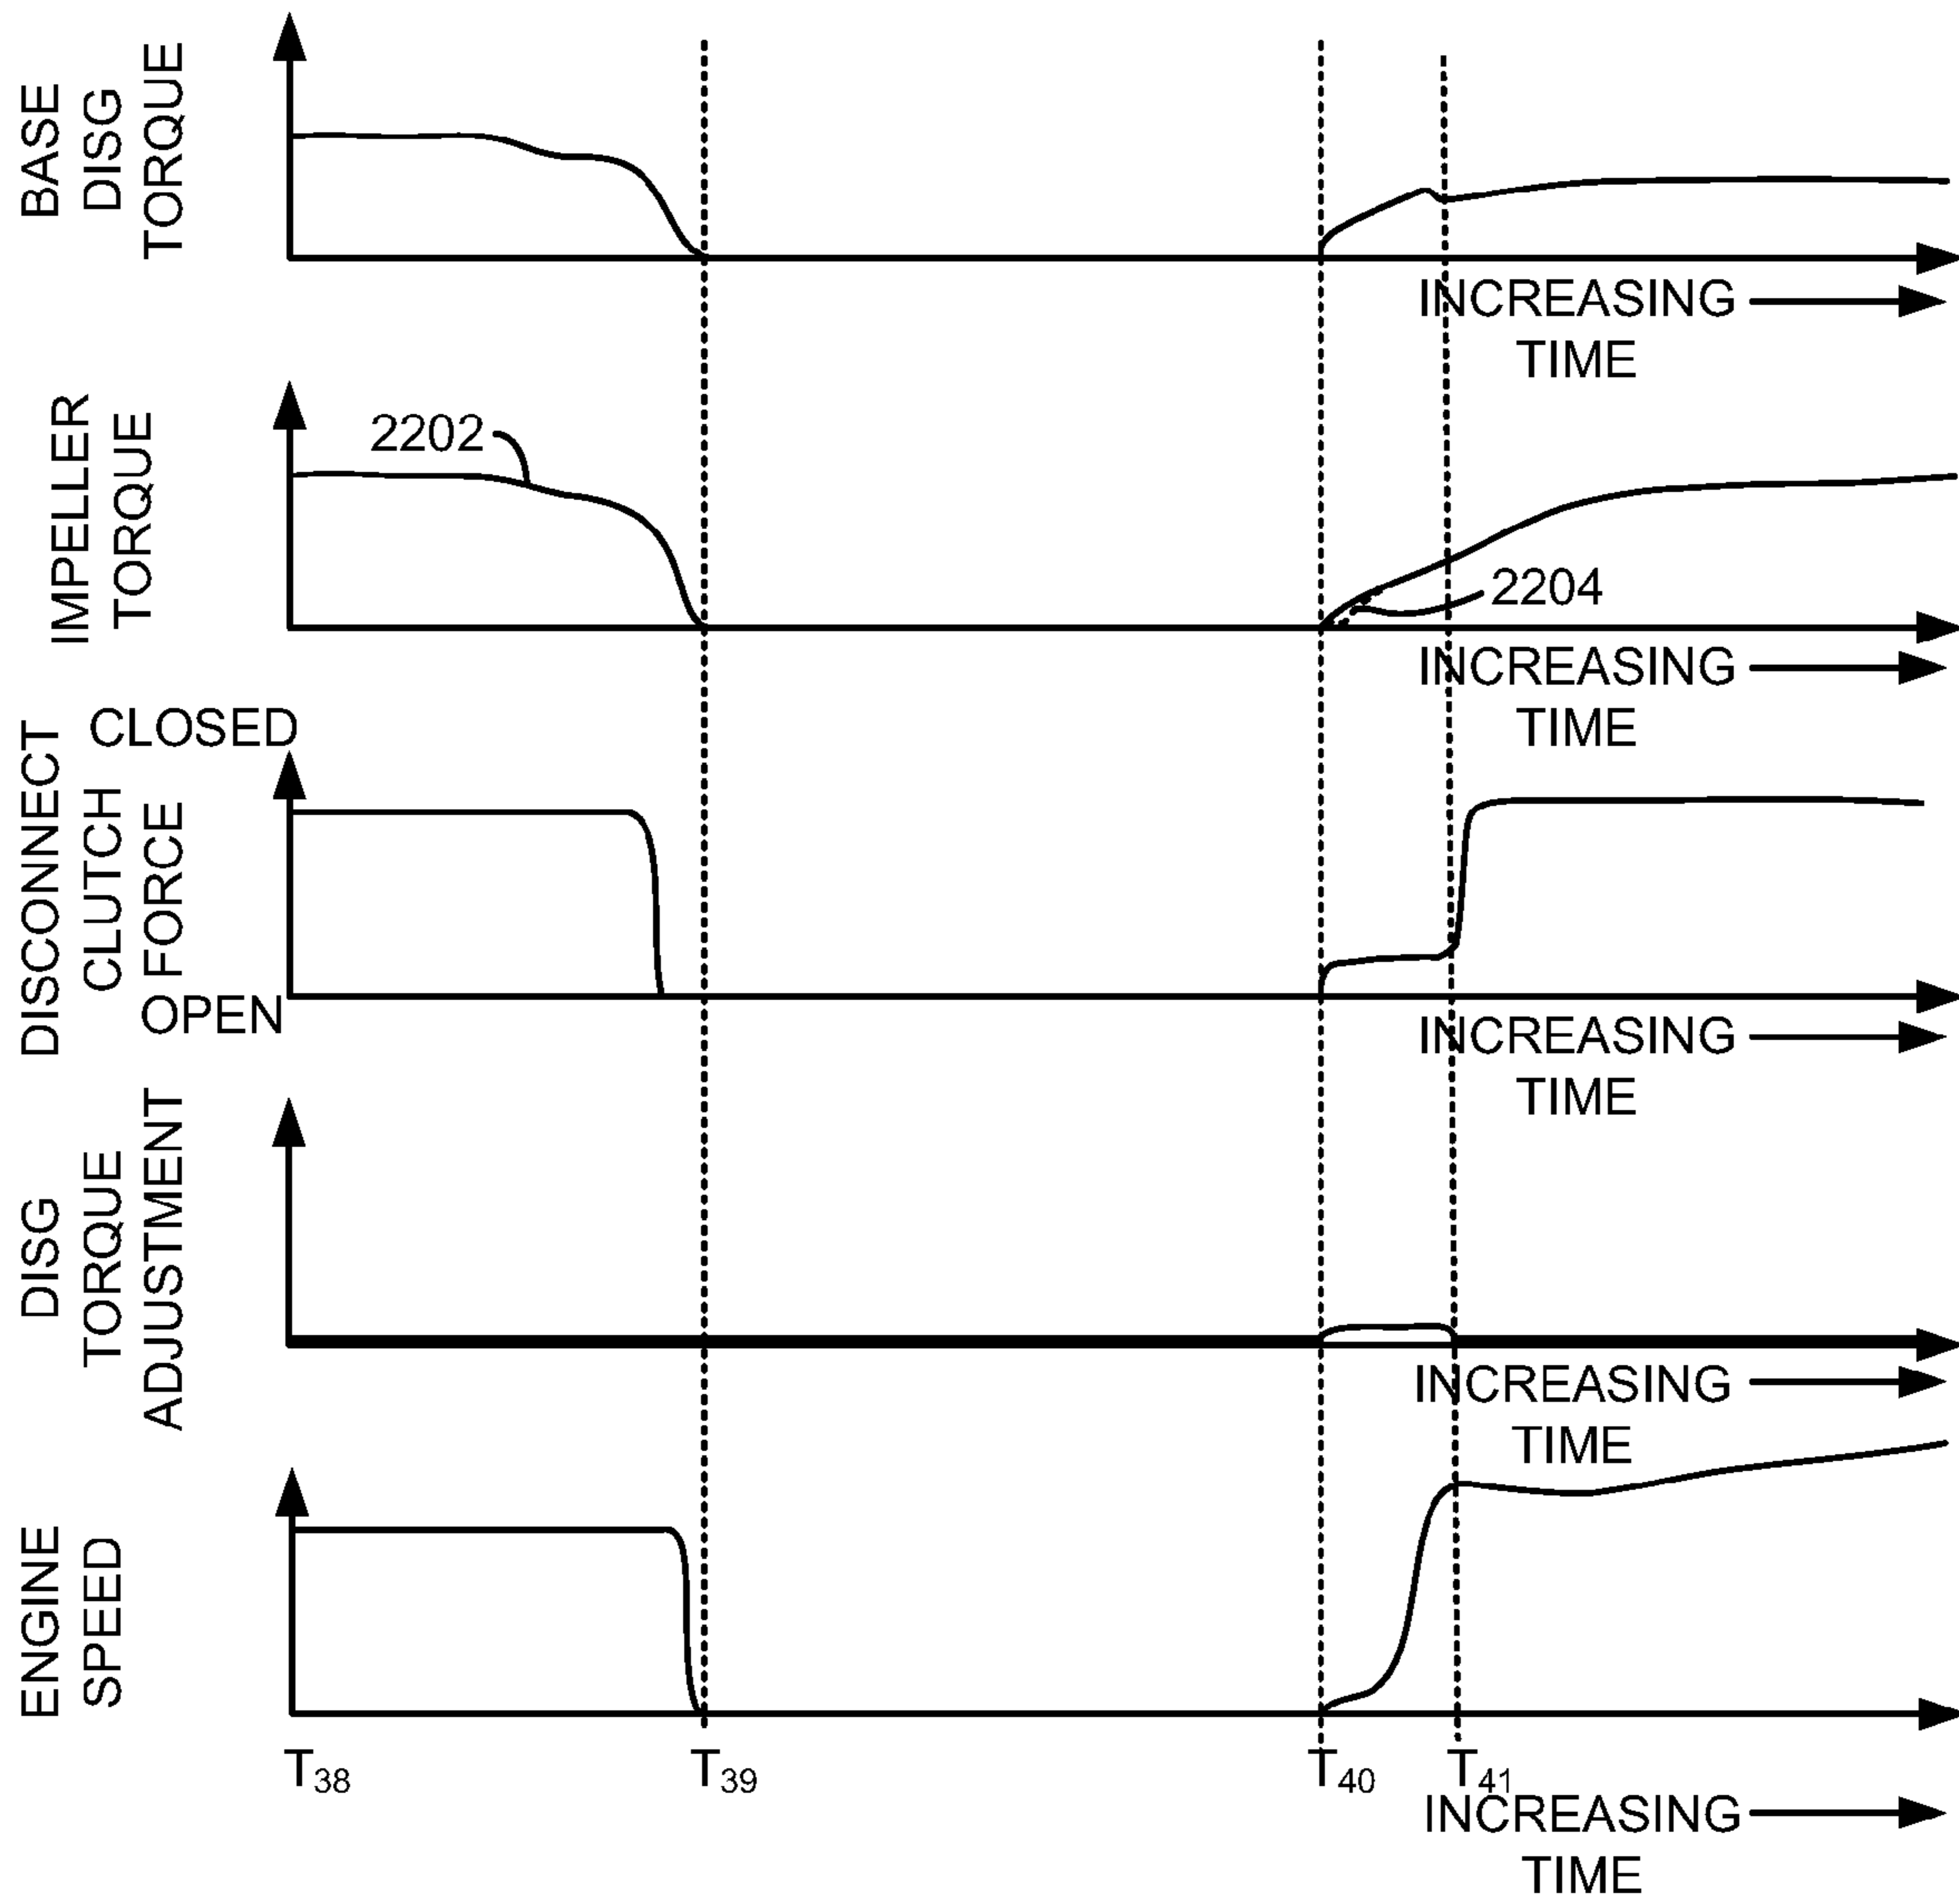 BASE
DISG
TORQUE
INCREASING
TIME
IMPELLER
TORQUE
2202
2204
INCREASING
TIME
DISCONNECT
CLUTCH
FORCE
CLOSED
OPEN
INCREASING
TIME
DISG
TORQUE
ADJUSTMENT
INCREASING
TIME
ENGINE
SPEED
T38 T39 T40 T41
INCREASING
TIME